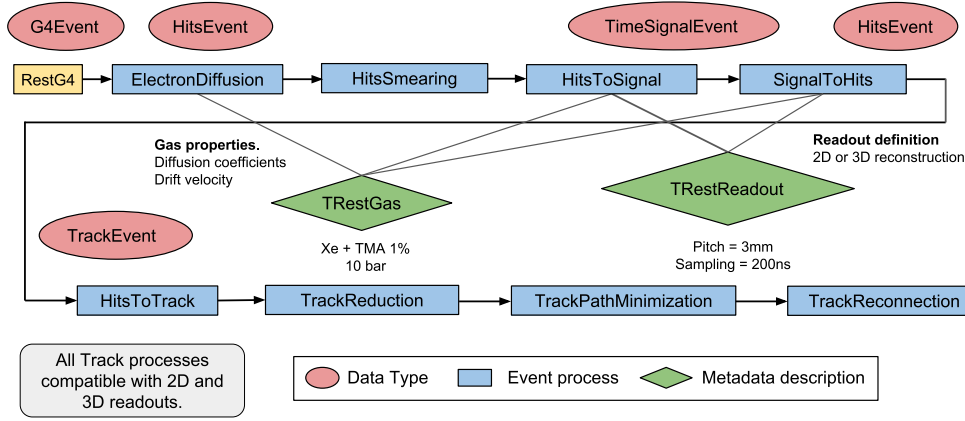 G4Event
HitsEvent
TimeSignalEvent
HitsEvent
RestG4
ElectronDiffusion
HitsSmearing
HitsToSignal
SignalToHits
Gas properties.
Diffusion coefficients
Drift velocity
Readout definition
2D or 3D reconstruction
TRestGas
TRestReadout
TrackEvent
Xe + TMA 1%
10 bar
Pitch = 3mm
Sampling = 200ns
HitsToTrack
TrackReduction
TrackPathMinimization
TrackReconnection
All Track processes
compatible with 2D and
3D readouts.
Data Type
Event process
Metadata description